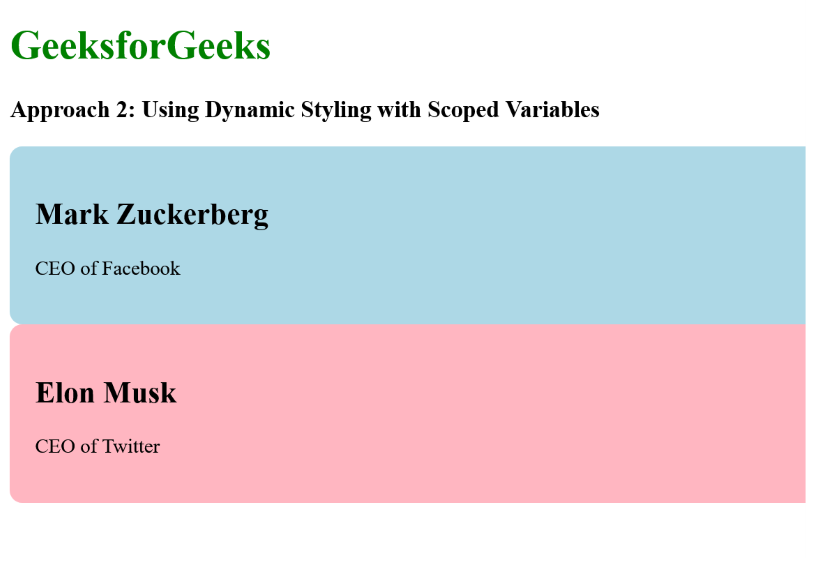 GeeksforGeeks
Approach 2: Using Dynamic Styling with Scoped Variables
Mark Zuckerberg
CEO of Facebook
Elon Musk
CEO of Twitter